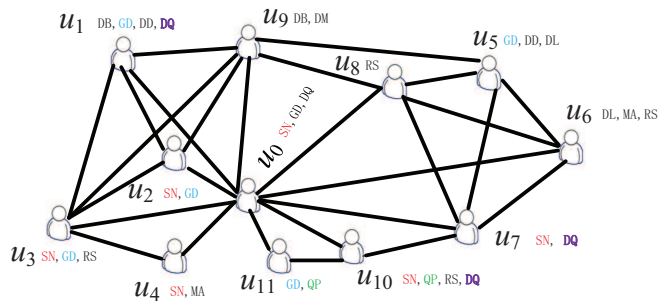 u1 DB, GD, DD, DQ
u9 DB, DM
u5 GD, DD, DL
u8 RS
u6 DL, MA, RS
u0 SN, GD, DQ
u2 SN, GD
u3 SN, GD, RS
u4 SN, MA
u11 GD, QP
u10 SN, QP, RS, DQ
u7 SN, DQ